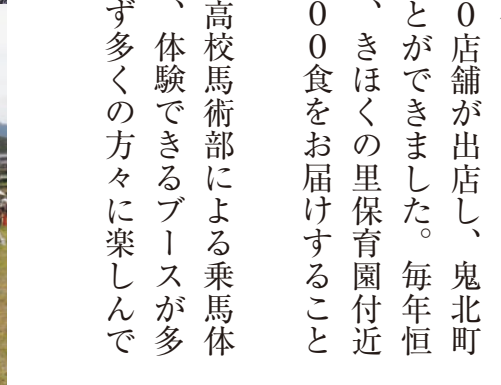 ０店舗が出店し、鬼北町
とができました。毎年恒
、きほくの里保育園付近
００食をお届けすること
高校馬術部による乗馬体
、体験できるブースが多
ず多くの方々に楽しんで